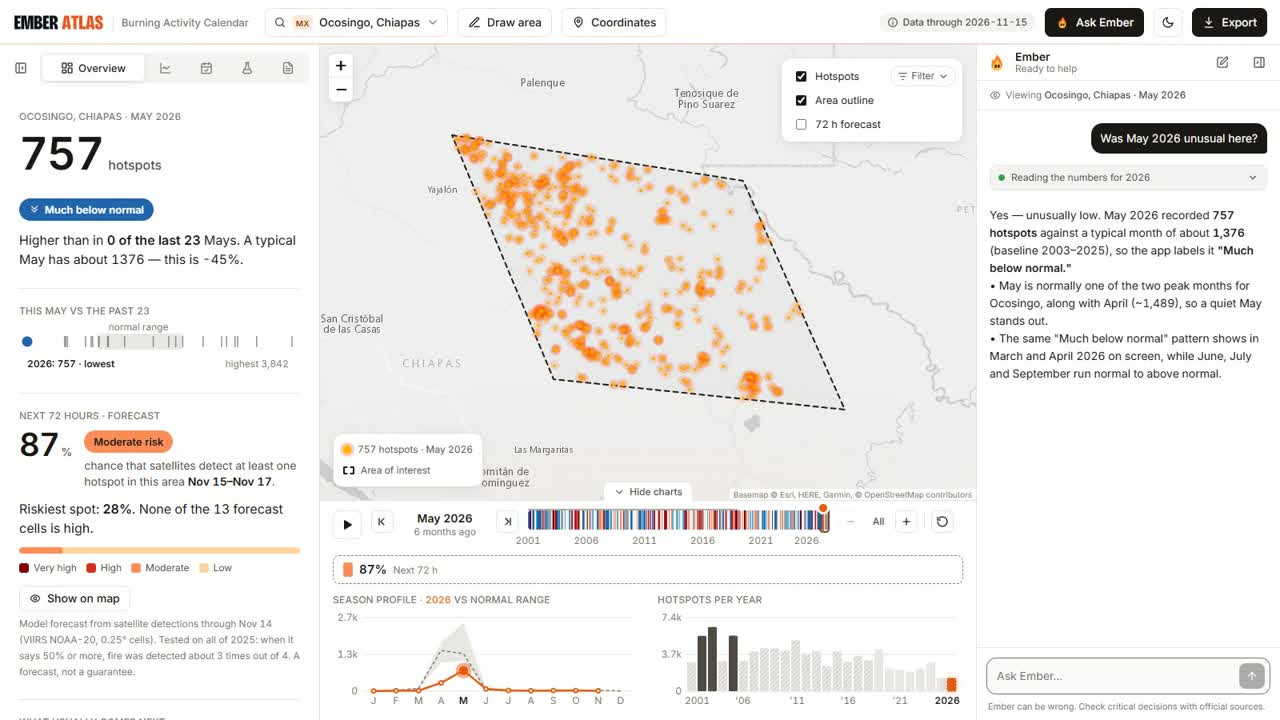 EMBER ATLAS
Burning Activity Calendar
MX Ocosingo, Chiapas
Draw area
Coordinates
Data through 2026-11-15
Ask Ember
Export
Overview
OCOSINGO, CHIAPAS · MAY 2026
757 hotspots
Much below normal
Higher than in 0 of the last 23 Mays. A typical
May has about 1376 — this is -45%.
THIS MAY VS THE PAST 23
normal range
2026: 757 · lowest
highest 3,842
NEXT 72 HOURS · FORECAST
87 %
Moderate risk
chance that satellites detect at least one
hotspot in this area Nov 15–Nov 17.
Riskiest spot: 28%. None of the 13 forecast
cells is high.
Very high High Moderate Low
Show on map
Model forecast from satellite detections through Nov 14
(VIIRS NOAA-20, 0.25° cells). Tested on all of 2025: when it
says 50% or more, fire was detected about 3 times out of 4. A
forecast, not a guarantee.
+
−
Palenque
Tenosique de
Pino Suarez
Yajalón
San Cristóbal
de las Casas
CHIAPAS
Las Margaritas
omitán de
omínguez
PET
Hotspots
Filter
Area outline
72 h forecast
757 hotspots · May 2026
Area of interest
Hide charts
Basemap © Esri, HERE, Garmin, © OpenStreetMap contributors
May 2026
6 months ago
2001 2006 2011 2016 2021 2026
− All +
87% Next 72 h
SEASON PROFILE · 2026 VS NORMAL RANGE
2.7k
1.3k
0
J F M A M J J A S O N D
HOTSPOTS PER YEAR
7.4k
3.7k
0
2001 '06 '11 '16 '21 2026
Ember
Ready to help
Viewing Ocosingo, Chiapas · May 2026
Was May 2026 unusual here?
Reading the numbers for 2026
Yes — unusually low. May 2026 recorded 757
hotspots against a typical month of about 1,376
(baseline 2003–2025), so the app labels it "Much
below normal."
• May is normally one of the two peak months for
Ocosingo, along with April (~1,489), so a quiet May
stands out.
• The same "Much below normal" pattern shows in
March and April 2026 on screen, while June, July
and September run normal to above normal.
Ask Ember...
Ember can be wrong. Check critical decisions with official sources.